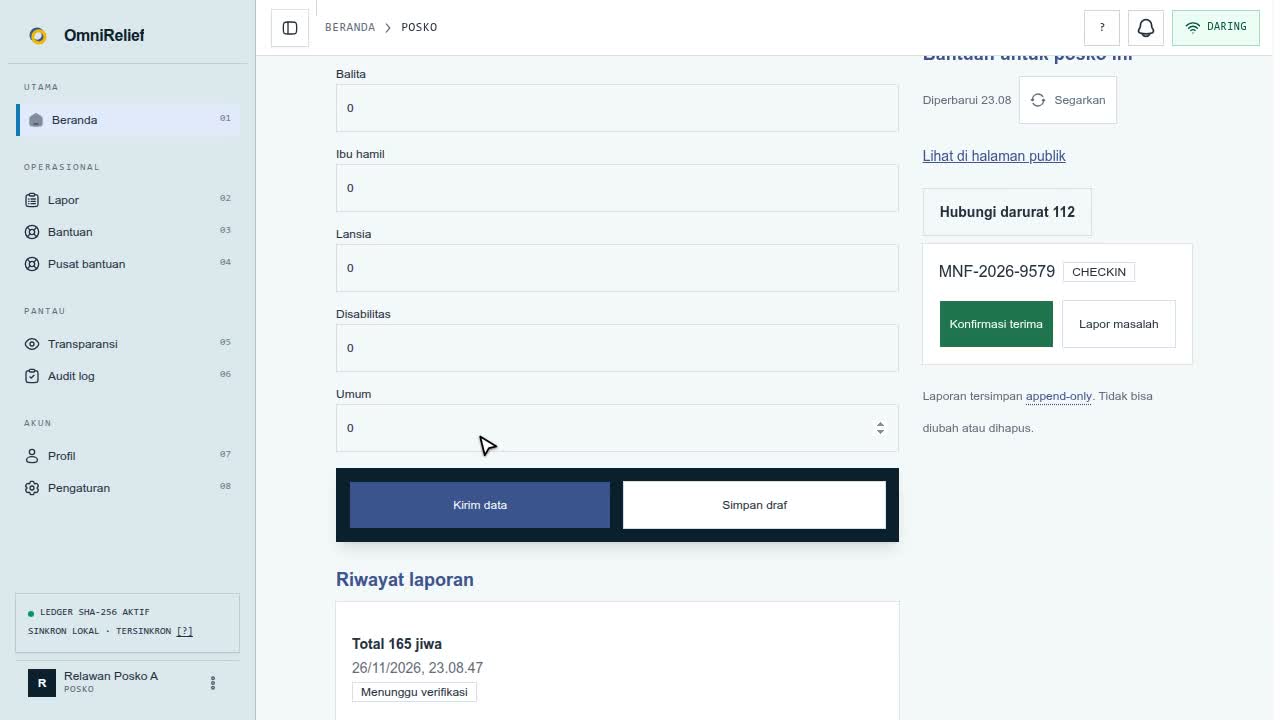 OmniRelief
UTAMA
Beranda 01
OPERASIONAL
Lapor 02
Bantuan 03
Pusat bantuan 04
PANTAU
Transparansi 05
Audit log 06
AKUN
Profil 07
Pengaturan 08
LEDGER SHA-256 AKTIF
SINKRON LOKAL · TERSINKRON [?]
R
Relawan Posko A
POSKO
BERANDA > POSKO
?
DARING
Balita
0
Ibu hamil
0
Lansia
0
Disabilitas
0
Umum
0
Kirim data
Simpan draf
Riwayat laporan
Total 165 jiwa
26/11/2026, 23.08.47
Menunggu verifikasi
Bantuan untuk posko ini
Diperbarui 23.08
Segarkan
Lihat di halaman publik
Hubungi darurat 112
MNF-2026-9579 CHECKIN
Konfirmasi terima
Lapor masalah
Laporan tersimpan append-only. Tidak bisa
diubah atau dihapus.